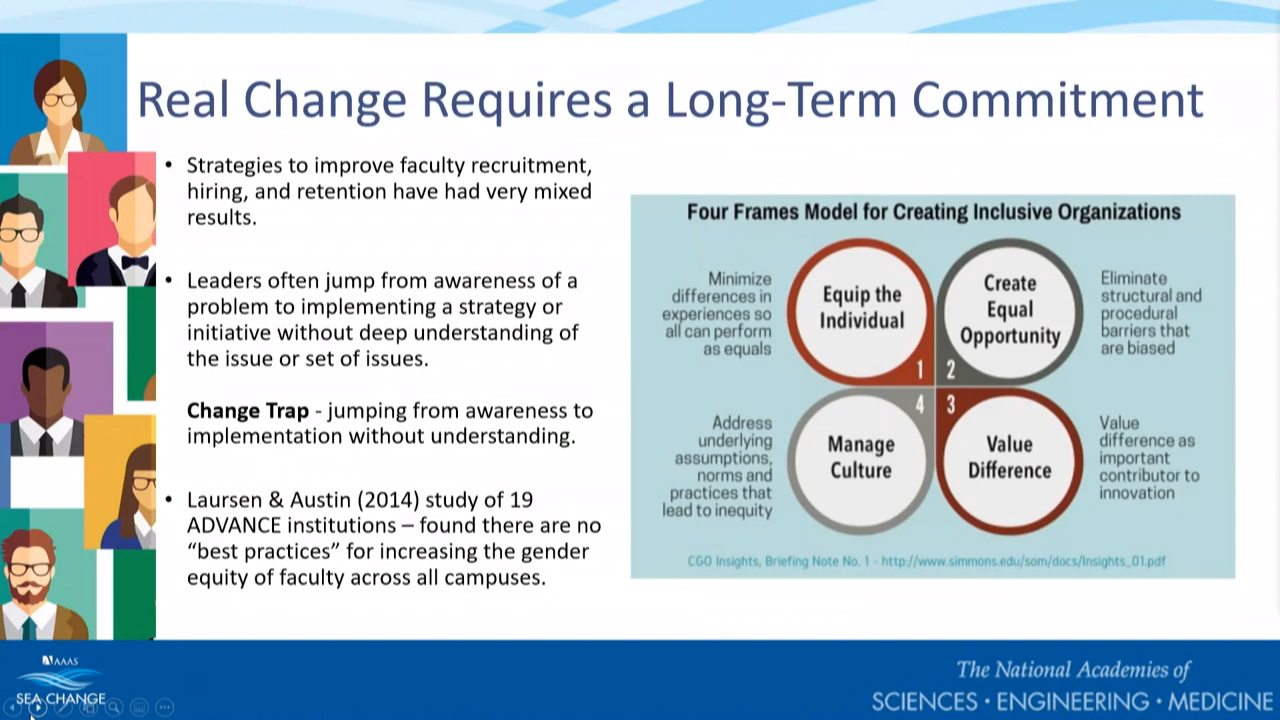 Real Change Requires a Long-Term Commitment
• Strategies to improve faculty recruitment,
hiring, and retention have had very mixed
results.
• Leaders often jump from awareness of a
problem to implementing a strategy or
initiative without deep understanding of
the issue or set of issues.
Change Trap - jumping from awareness to
implementation without understanding.
• Laursen & Austin (2014) study of 19
ADVANCE institutions – found there are no
“best practices” for increasing the gender
equity of faculty across all campuses.
Four Frames Model for Creating Inclusive Organizations
Minimize
differences in
experiences so
all can perform
as equals
Equip the
Individual
1
Create
Equal
Opportunity
2
Eliminate
structural and
procedural
barriers that
are biased
Address
underlying
assumptions,
norms and
practices that
lead to inequity
4
Manage
Culture
3
Value
Difference
Value
difference as
important
contributor to
innovation
CGO Insights, Briefing Note No. 1 - http://www.simmons.edu/som/docs/Insights_01.pdf
AAAS
SEA CHANGE
The National Academies of
SCIENCES • ENGINEERING • MEDICINE